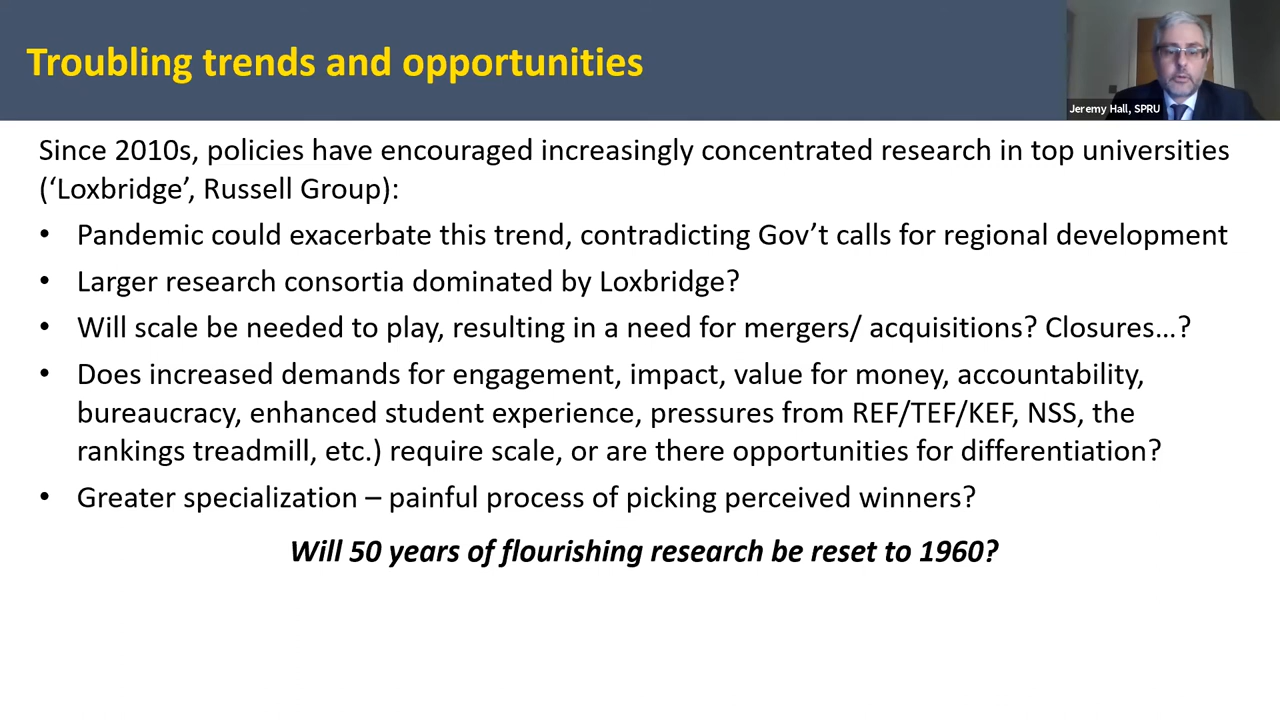 Troubling trends and opportunities
Jeremy Hall, SPRU
Since 2010s, policies have encouraged increasingly concentrated research in top universities
(‘Loxbridge’, Russell Group):
• Pandemic could exacerbate this trend, contradicting Gov’t calls for regional development
• Larger research consortia dominated by Loxbridge?
• Will scale be needed to play, resulting in a need for mergers/ acquisitions? Closures…?
• Does increased demands for engagement, impact, value for money, accountability,
bureaucracy, enhanced student experience, pressures from REF/TEF/KEF, NSS, the
rankings treadmill, etc.) require scale, or are there opportunities for differentiation?
• Greater specialization – painful process of picking perceived winners?
Will 50 years of flourishing research be reset to 1960?